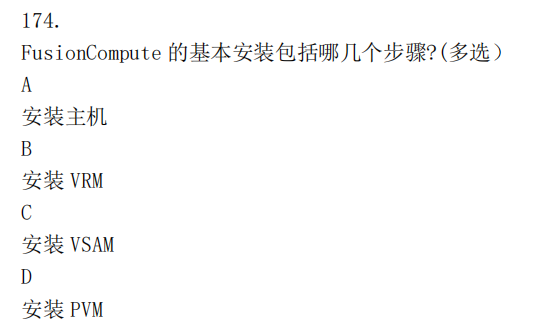 174.
FusionCompute 的基本安装包括哪几个步骤?(多选）
A
安装主机
B
安装 VRM
C
安装 VSAM
D
安装 PVM